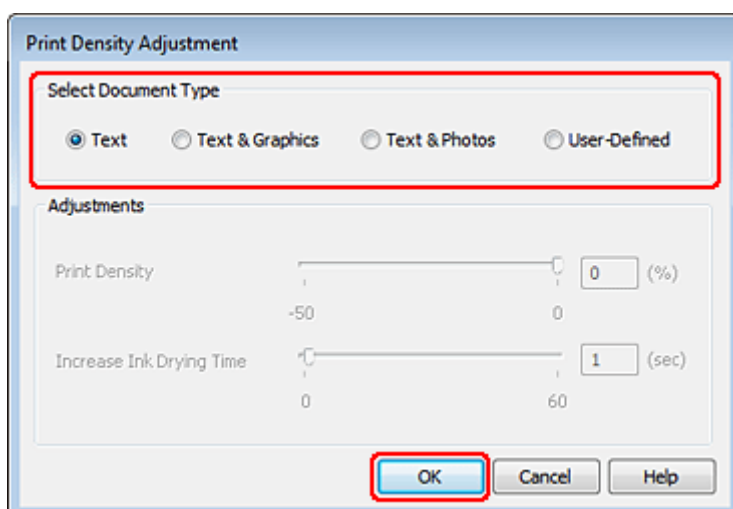 Print Density Adjustment
Select Document Type
Text Text & Graphics Text & Photos User-Defined
Adjustments
Print Density 0 (%)
-50 0
Increase Ink Drying Time 1 (sec)
0 60
OK Cancel Help